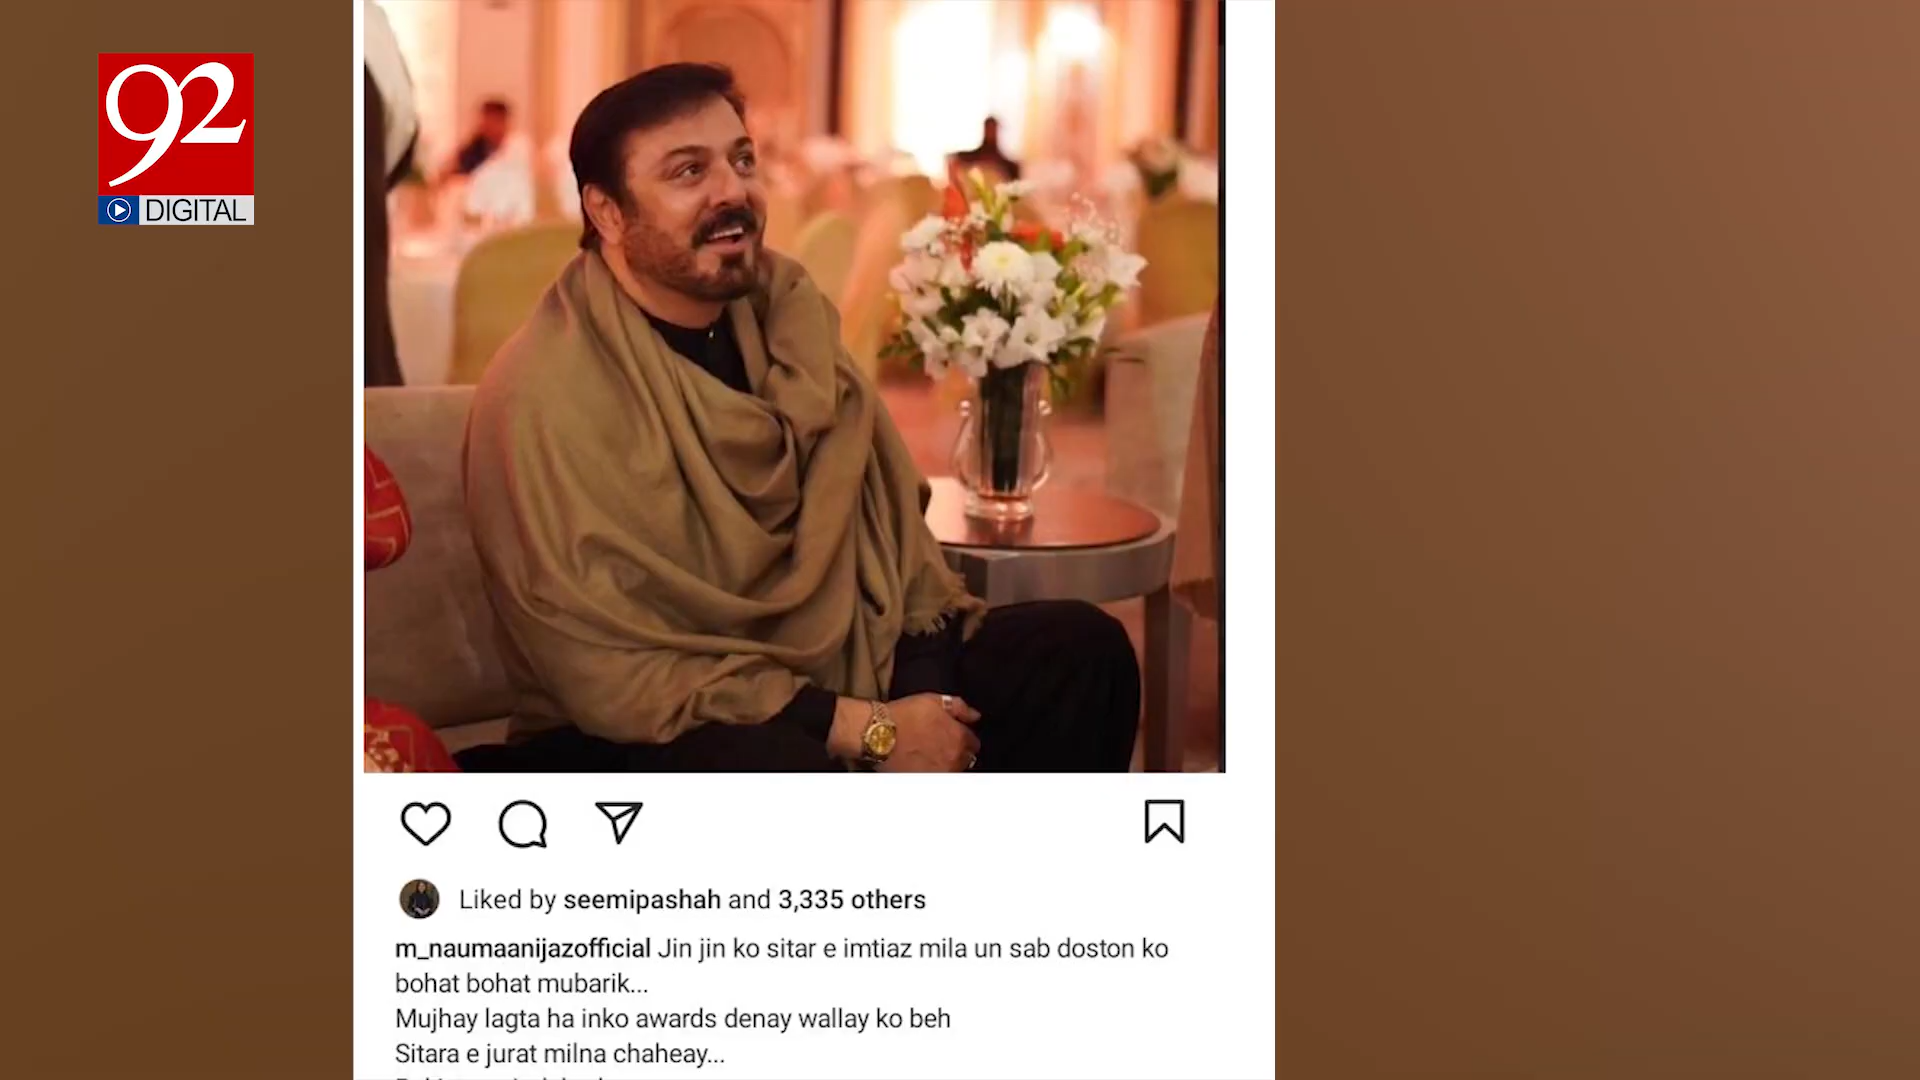 92
DIGITAL
Liked by seemipashah and 3,335 others
m_naumaanijazofficial Jin jin ko sitar e imtiaz mila un sab doston ko
bohat bohat mubarik...
Mujhay lagta ha inko awards denay wallay ko beh
Sitara e jurat milna chaheay...